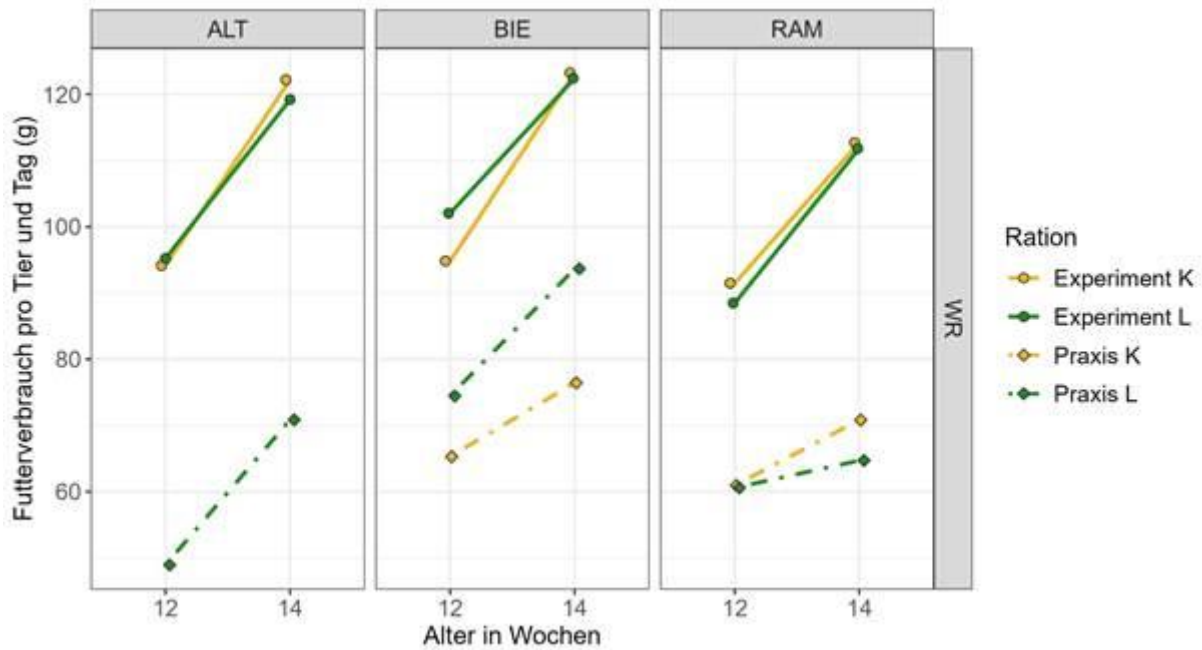 ALT
BIE
RAM
WR
Futterverbrauch pro Tier und Tag (g)
120
100
80
60
12
14
12
14
12
14
Alter in Wochen
Ration
Experiment K
Experiment L
Praxis K
Praxis L